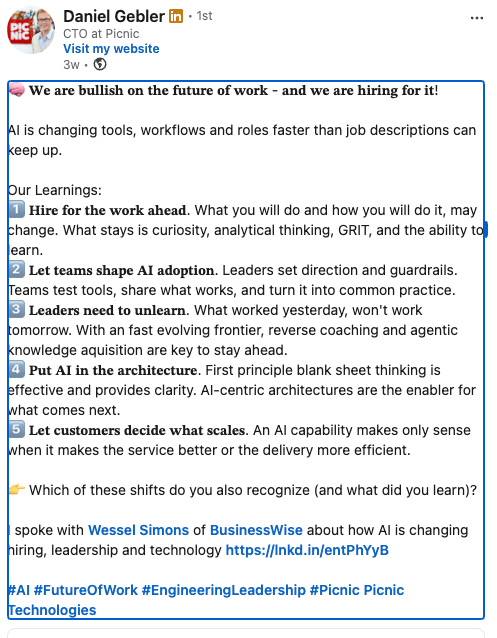 Daniel Gebler in • 1st
CTO at Picnic
Visit my website
3w •
PIC
NIC
🧠 We are bullish on the future of work - and we are hiring for it!
AI is changing tools, workflows and roles faster than job descriptions can
keep up.
Our Learnings:
1️⃣ Hire for the work ahead. What you will do and how you will do it, may
change. What stays is curiosity, analytical thinking, GRIT, and the ability to
learn.
2️⃣ Let teams shape AI adoption. Leaders set direction and guardrails.
Teams test tools, share what works, and turn it into common practice.
3️⃣ Leaders need to unlearn. What worked yesterday, won't work
tomorrow. With an fast evolving frontier, reverse coaching and agentic
knowledge aquisition are key to stay ahead.
4️⃣ Put AI in the architecture. First principle blank sheet thinking is
effective and provides clarity. AI-centric architectures are the enabler for
what comes next.
5️⃣ Let customers decide what scales. An AI capability makes only sense
when it makes the service better or the delivery more efficient.
👉 Which of these shifts do you also recognize (and what did you learn)?
I spoke with Wessel Simons of BusinessWise about how AI is changing
hiring, leadership and technology https://lnkd.in/entPhYyB
#AI #FutureOfWork #EngineeringLeadership #Picnic Picnic
Technologies